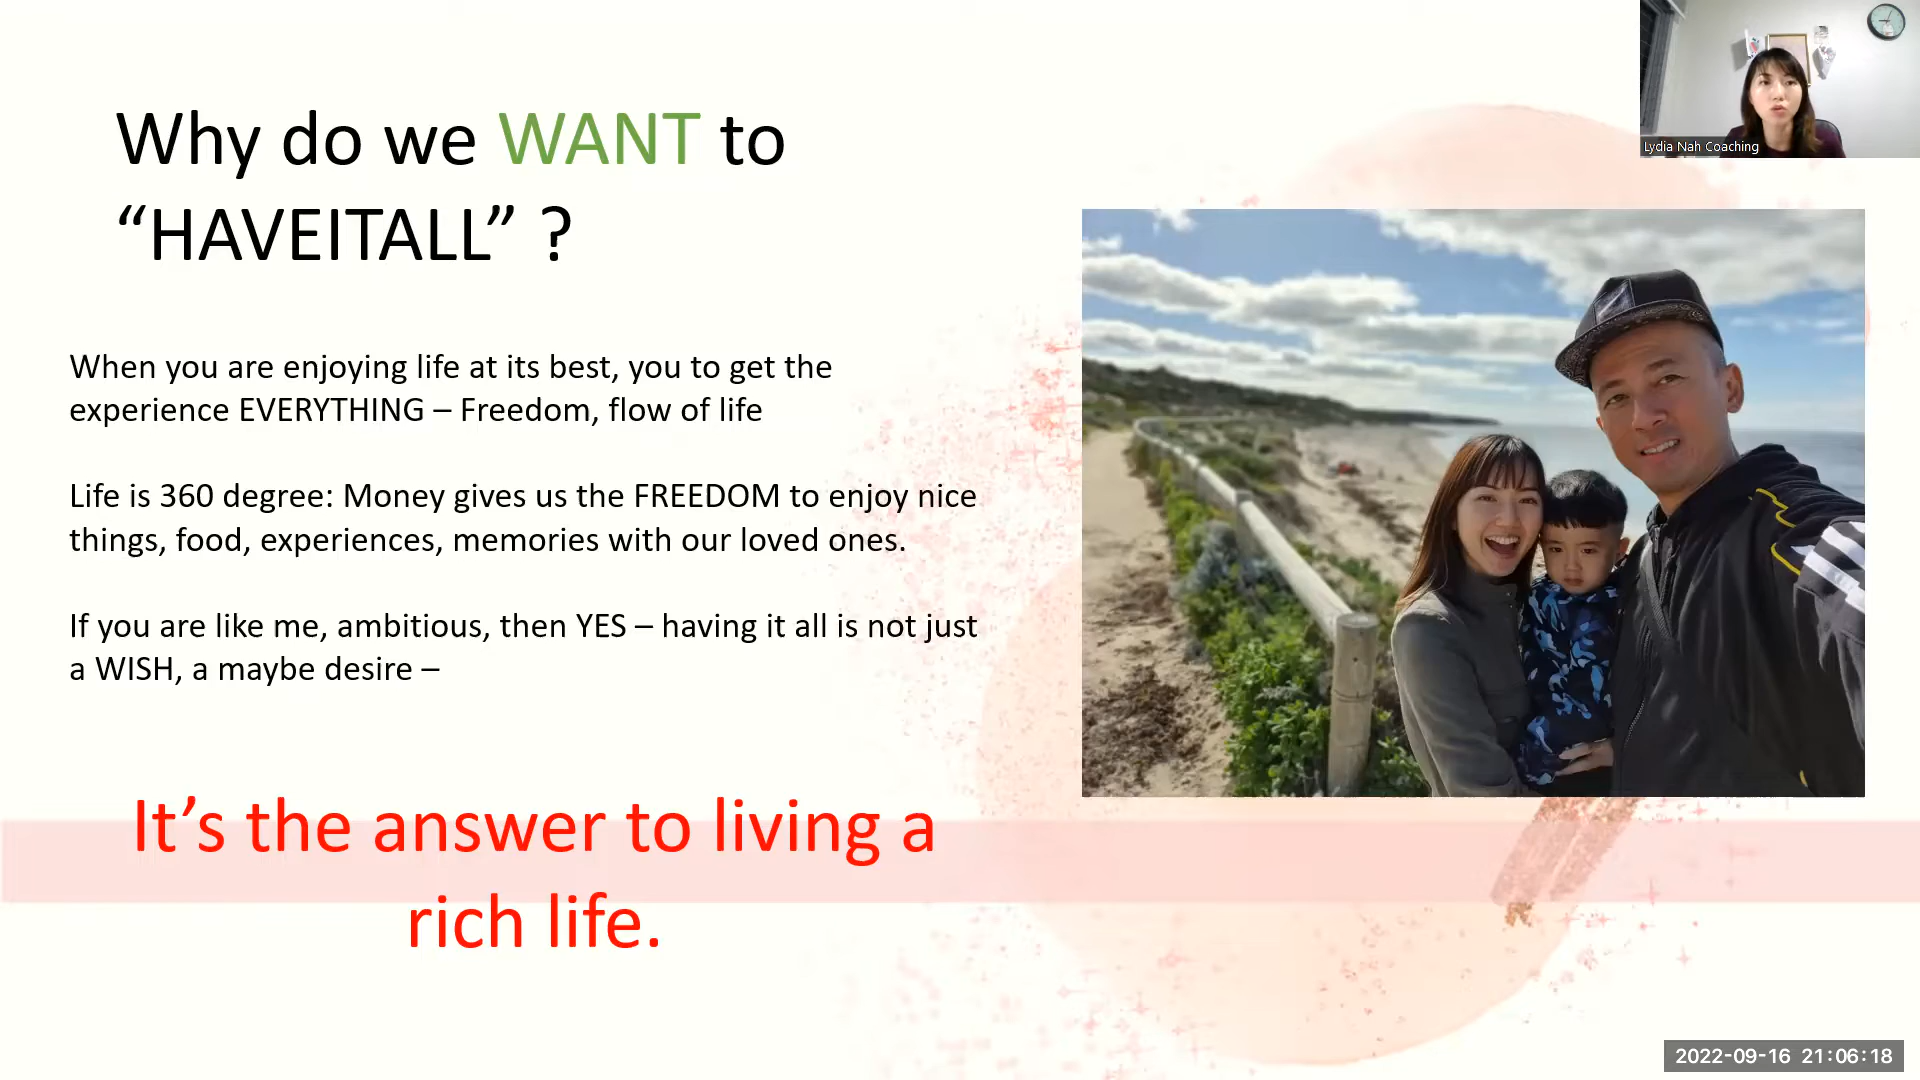 Why do we WANT to
“HAVEITALL” ?
When you are enjoying life at its best, you to get the
experience EVERYTHING – Freedom, flow of life
Life is 360 degree: Money gives us the FREEDOM to enjoy nice
things, food, experiences, memories with our loved ones.
If you are like me, ambitious, then YES – having it all is not just
a WISH, a maybe desire –
It’s the answer to living a
rich life.
Lydia Nah Coaching
2022-09-16 21:06:18